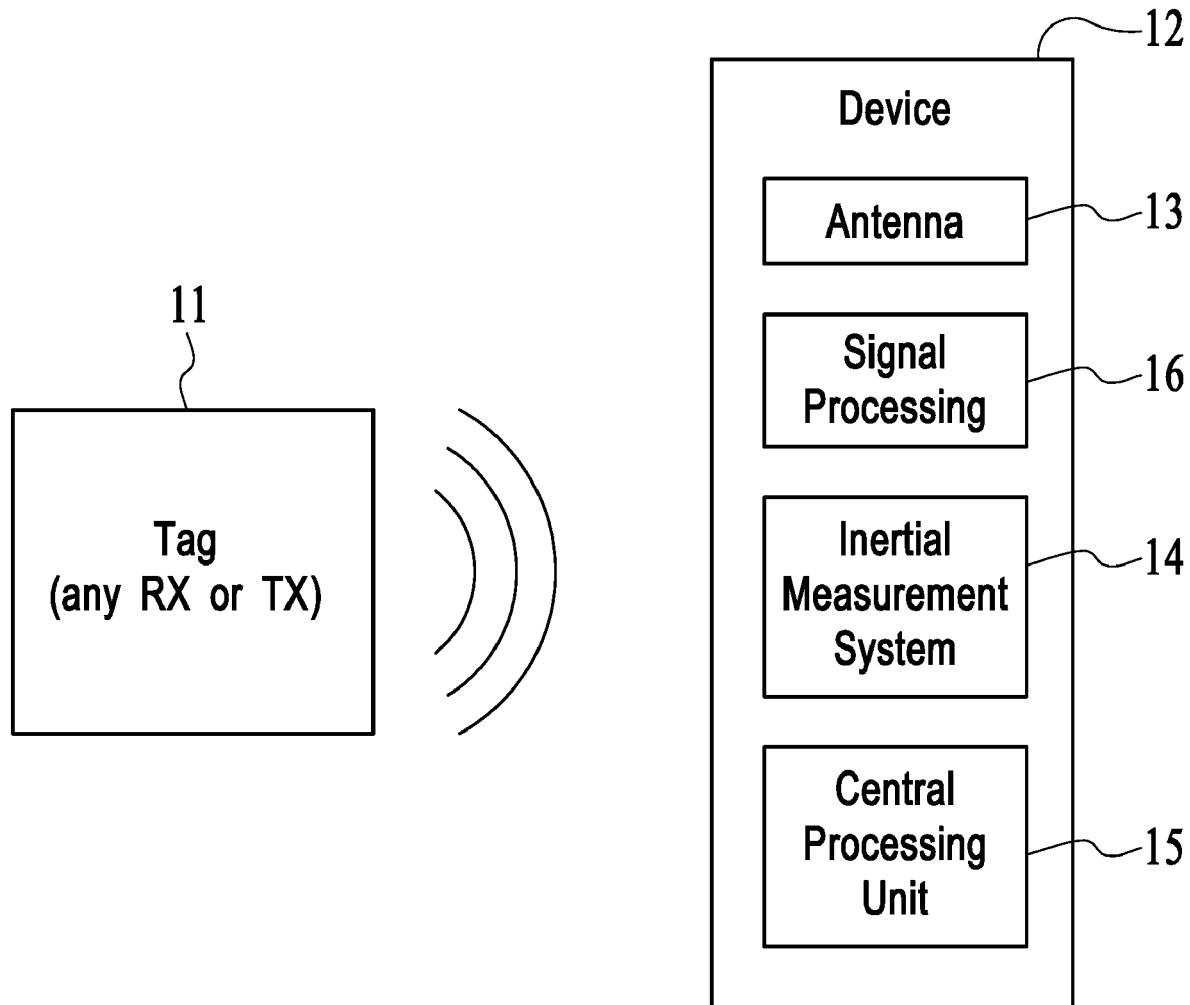 12
Device
Antenna
13
11
Signal
Processing
16
Tag
(any RX or TX)
Inertial
Measurement
System
14
Central
Processing
Unit
15